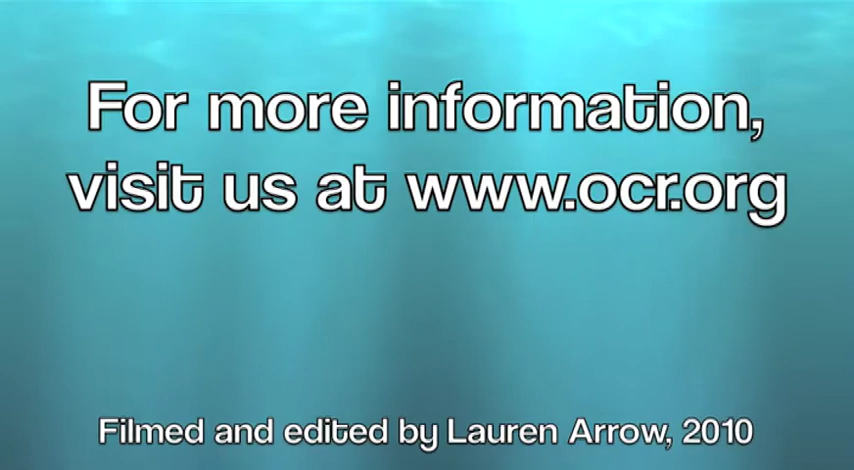 For more information,
visit us at www.ocr.org
Filmed and edited by Lauren Arrow, 2010